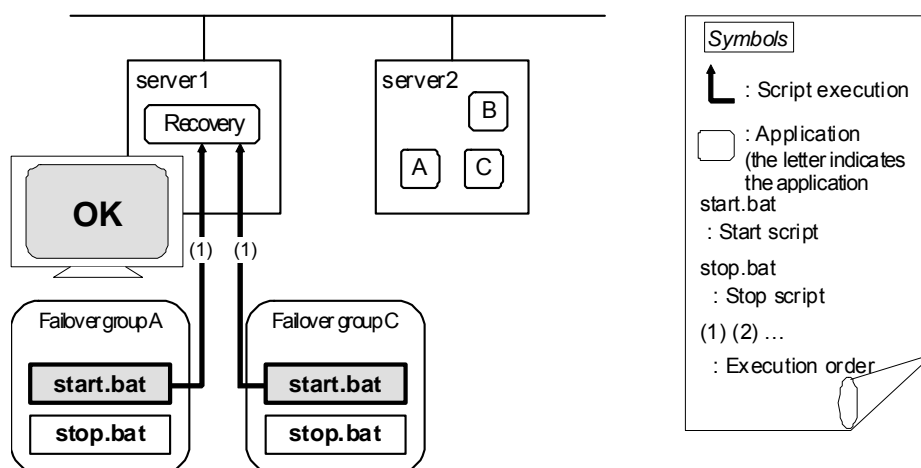 server1
Recovery
server2
B
A
C
OK
(1)
(1)
Failover group A
start.bat
stop.bat
Failover group C
start.bat
stop.bat
Symbols
: Script execution
: Application
(the letter indicates
the application
start.bat
: Start script
stop.bat
: Stop script
(1) (2) …
: Execution order